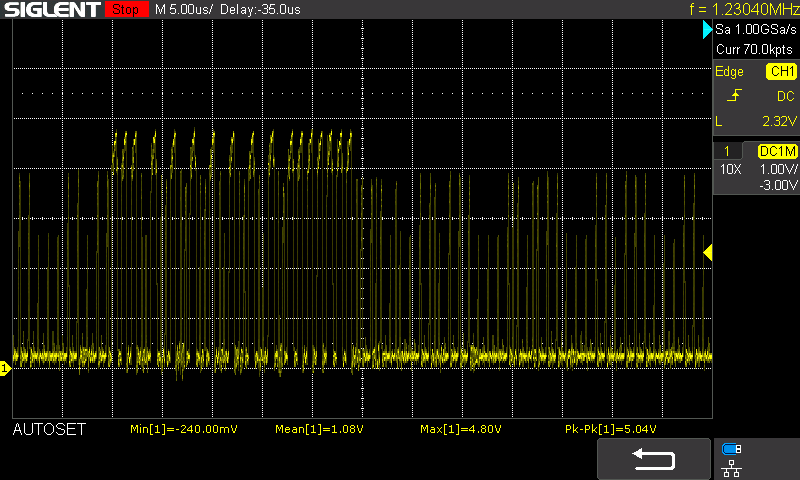 SIGLENT Stop M 5.00us/ Delay:-35.0us f = 1.23040MHz
Sa 1.00GSa/s
Curr 70.0kpts
Edge CH1
DC
L 2.32V
1 DC1M
10X 1.00V/
-3.00V
1
AUTOSET Min[1]=-240.00mV Mean[1]=1.08V Max[1]=4.80V Pk-Pk[1]=5.04V